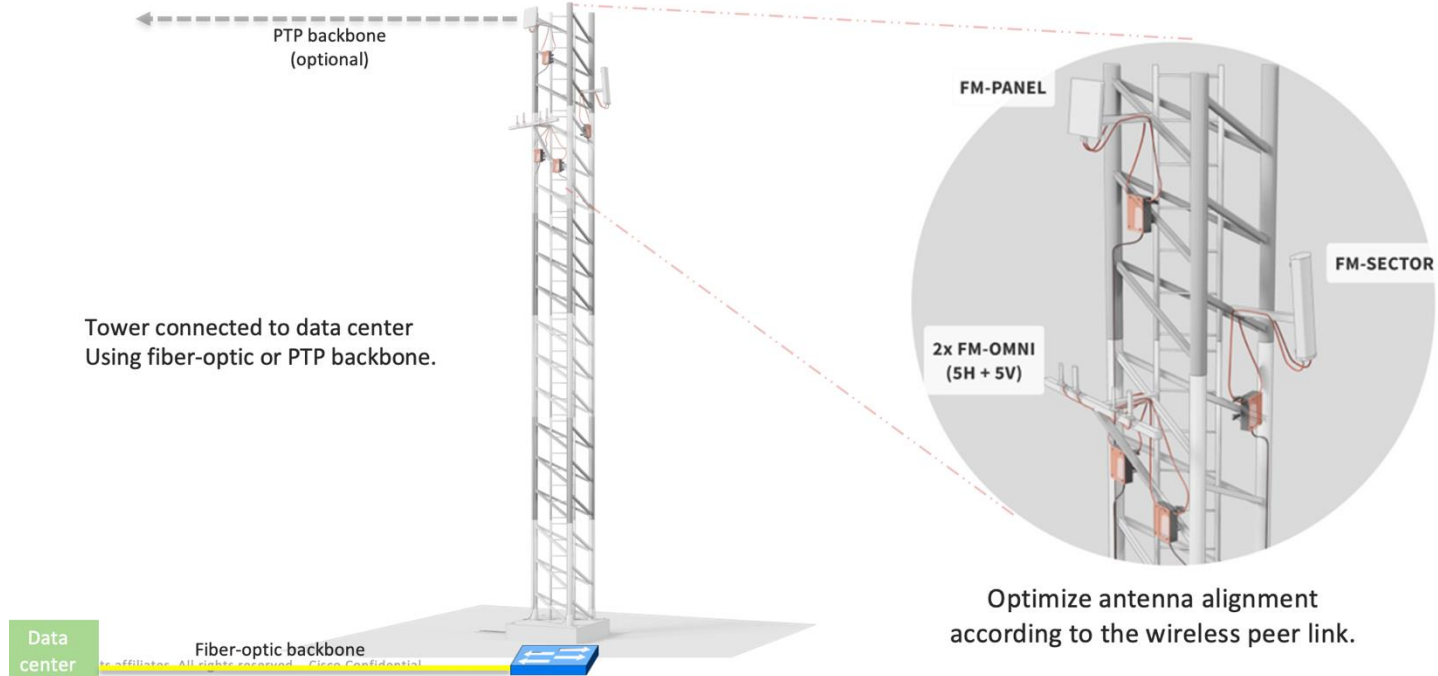 PTP backbone
(optional)
FM-PANEL
FM-SECTOR
Tower connected to data center
Using fiber-optic or PTP backbone.
2x FM-OMNI
(5H + 5V)
Optimize antenna alignment
according to the wireless peer link.
Data
center
Fiber-optic backbone
ts affiliates. All rights reserved. Cisco Confidential